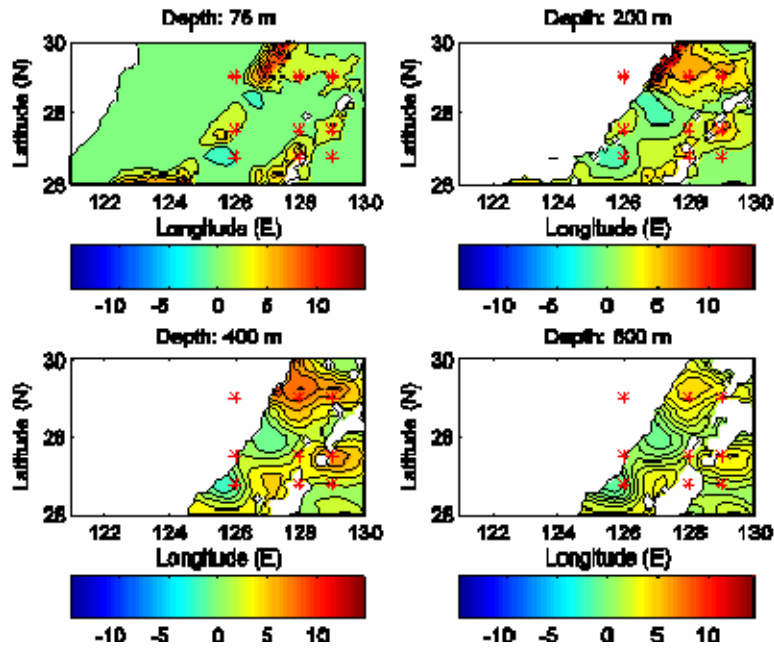 Depth: 75 m
Depth: 200 m
30
28
26
Latitude (N)
122 124 126 128 130
Longitude (E)
-10 -5 0 5 10
30
28
26
Latitude (N)
122 124 126 128 130
Longitude (E)
-10 -5 0 5 10
Depth: 400 m
Depth: 600 m
30
28
26
Latitude (N)
122 124 126 128 130
Longitude (E)
-10 -5 0 5 10
30
28
26
Latitude (N)
122 124 126 128 130
Longitude (E)
-10 -5 0 5 10